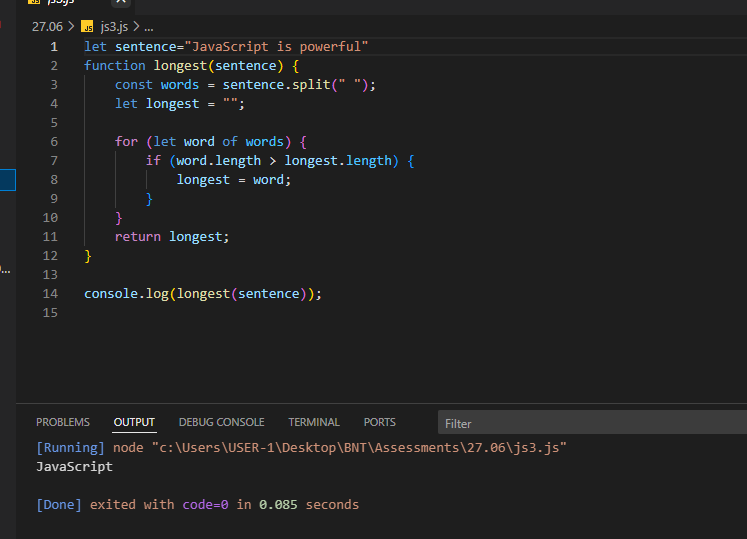 js3.js
27.06 > JS js3.js > ...
1 let sentence="JavaScript is powerful"
2 function longest(sentence) {
3 const words = sentence.split(" ");
4 let longest = "";
5
6 for (let word of words) {
7 if (word.length > longest.length) {
8 longest = word;
9 }
10 }
11 return longest;
12 }
13
14 console.log(longest(sentence));
15
PROBLEMS OUTPUT DEBUG CONSOLE TERMINAL PORTS Filter
[Running] node "c:\Users\USER-1\Desktop\BNT\Assessments\27.06\js3.js"
JavaScript
[Done] exited with code=0 in 0.085 seconds